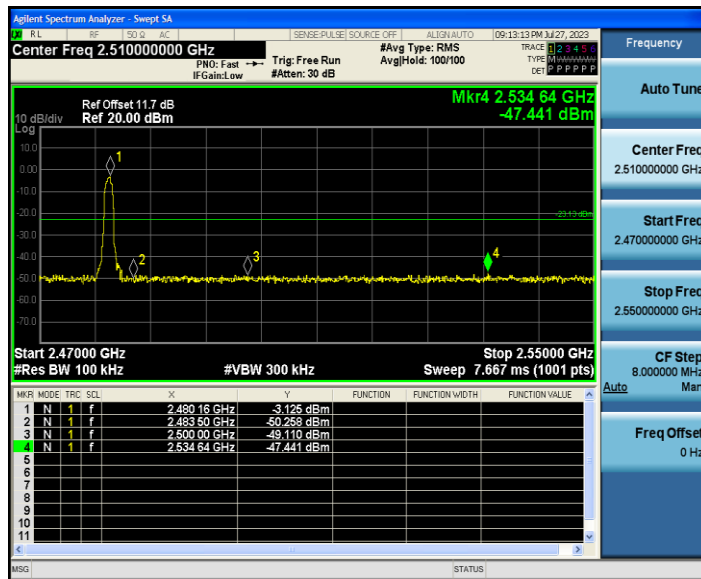 Agilent Spectrum Analyzer - Swept SA
RL RF 50 Ω AC SENSE:PULSE SOURCE OFF ALIGN AUTO 09:13:13 PM Jul 27, 2023
Center Freq 2.510000000 GHz
PNO: Fast
IFGain:Low
Trig: Free Run
#Atten: 30 dB
#Avg Type: RMS
Avg|Hold: 100/100
TRACE 1 2 3 4 5 6
TYPE M
DET P P P P P P
Frequency
Auto Tune
Center Freq
2.510000000 GHz
Start Freq
2.470000000 GHz
Stop Freq
2.550000000 GHz
CF Step
8.000000 MHz
Auto Man
Freq Offset
0 Hz
Mkr4 2.534 64 GHz
-47.441 dBm
Ref Offset 11.7 dB
10 dB/div Ref 20.00 dBm
Log
10.0
0.00
-10.0
-20.0
-30.0
-40.0
-50.0
-60.0
-70.0
1
2
3
4
-23.13 dBm
Start 2.47000 GHz Stop 2.55000 GHz
#Res BW 100 kHz #VBW 300 kHz Sweep 7.667 ms (1001 pts)
MKR MODE TRC SCL X Y FUNCTION FUNCTION WIDTH FUNCTION VALUE
1 N 1 f 2.480 16 GHz -3.125 dBm
2 N 1 f 2.483 50 GHz -50.258 dBm
3 N 1 f 2.500 00 GHz -49.110 dBm
4 N 1 f 2.534 64 GHz -47.441 dBm
5
6
7
8
9
10
11
MSG STATUS